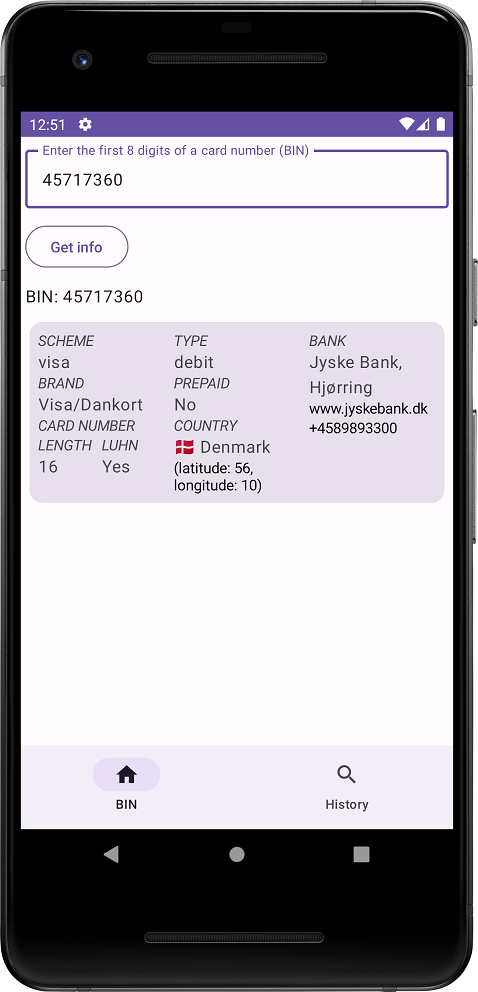 12:51
Enter the first 8 digits of a card number (BIN)
45717360
Get info
BIN: 45717360
SCHEME
visa
BRAND
Visa/Dankort
CARD NUMBER
LENGTH LUHN
16 Yes
TYPE
debit
PREPAID
No
COUNTRY
🇩🇰 Denmark
(latitude: 56,
longitude: 10)
BANK
Jyske Bank,
Hjørring
www.jyskebank.dk
+4589893300
BIN
History